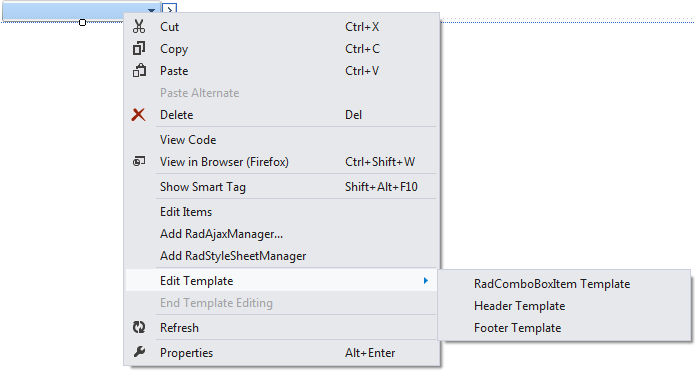 Cut Ctrl+X
Copy Ctrl+C
Paste Ctrl+V
Paste Alternate
Delete Del
View Code
View in Browser (Firefox) Ctrl+Shift+W
Show Smart Tag Shift+Alt+F10
Edit Items
Add RadAjaxManager...
Add RadStyleSheetManager
Edit Template
RadComboBoxItem Template
Header Template
Footer Template
End Template Editing
Refresh
Properties Alt+Enter